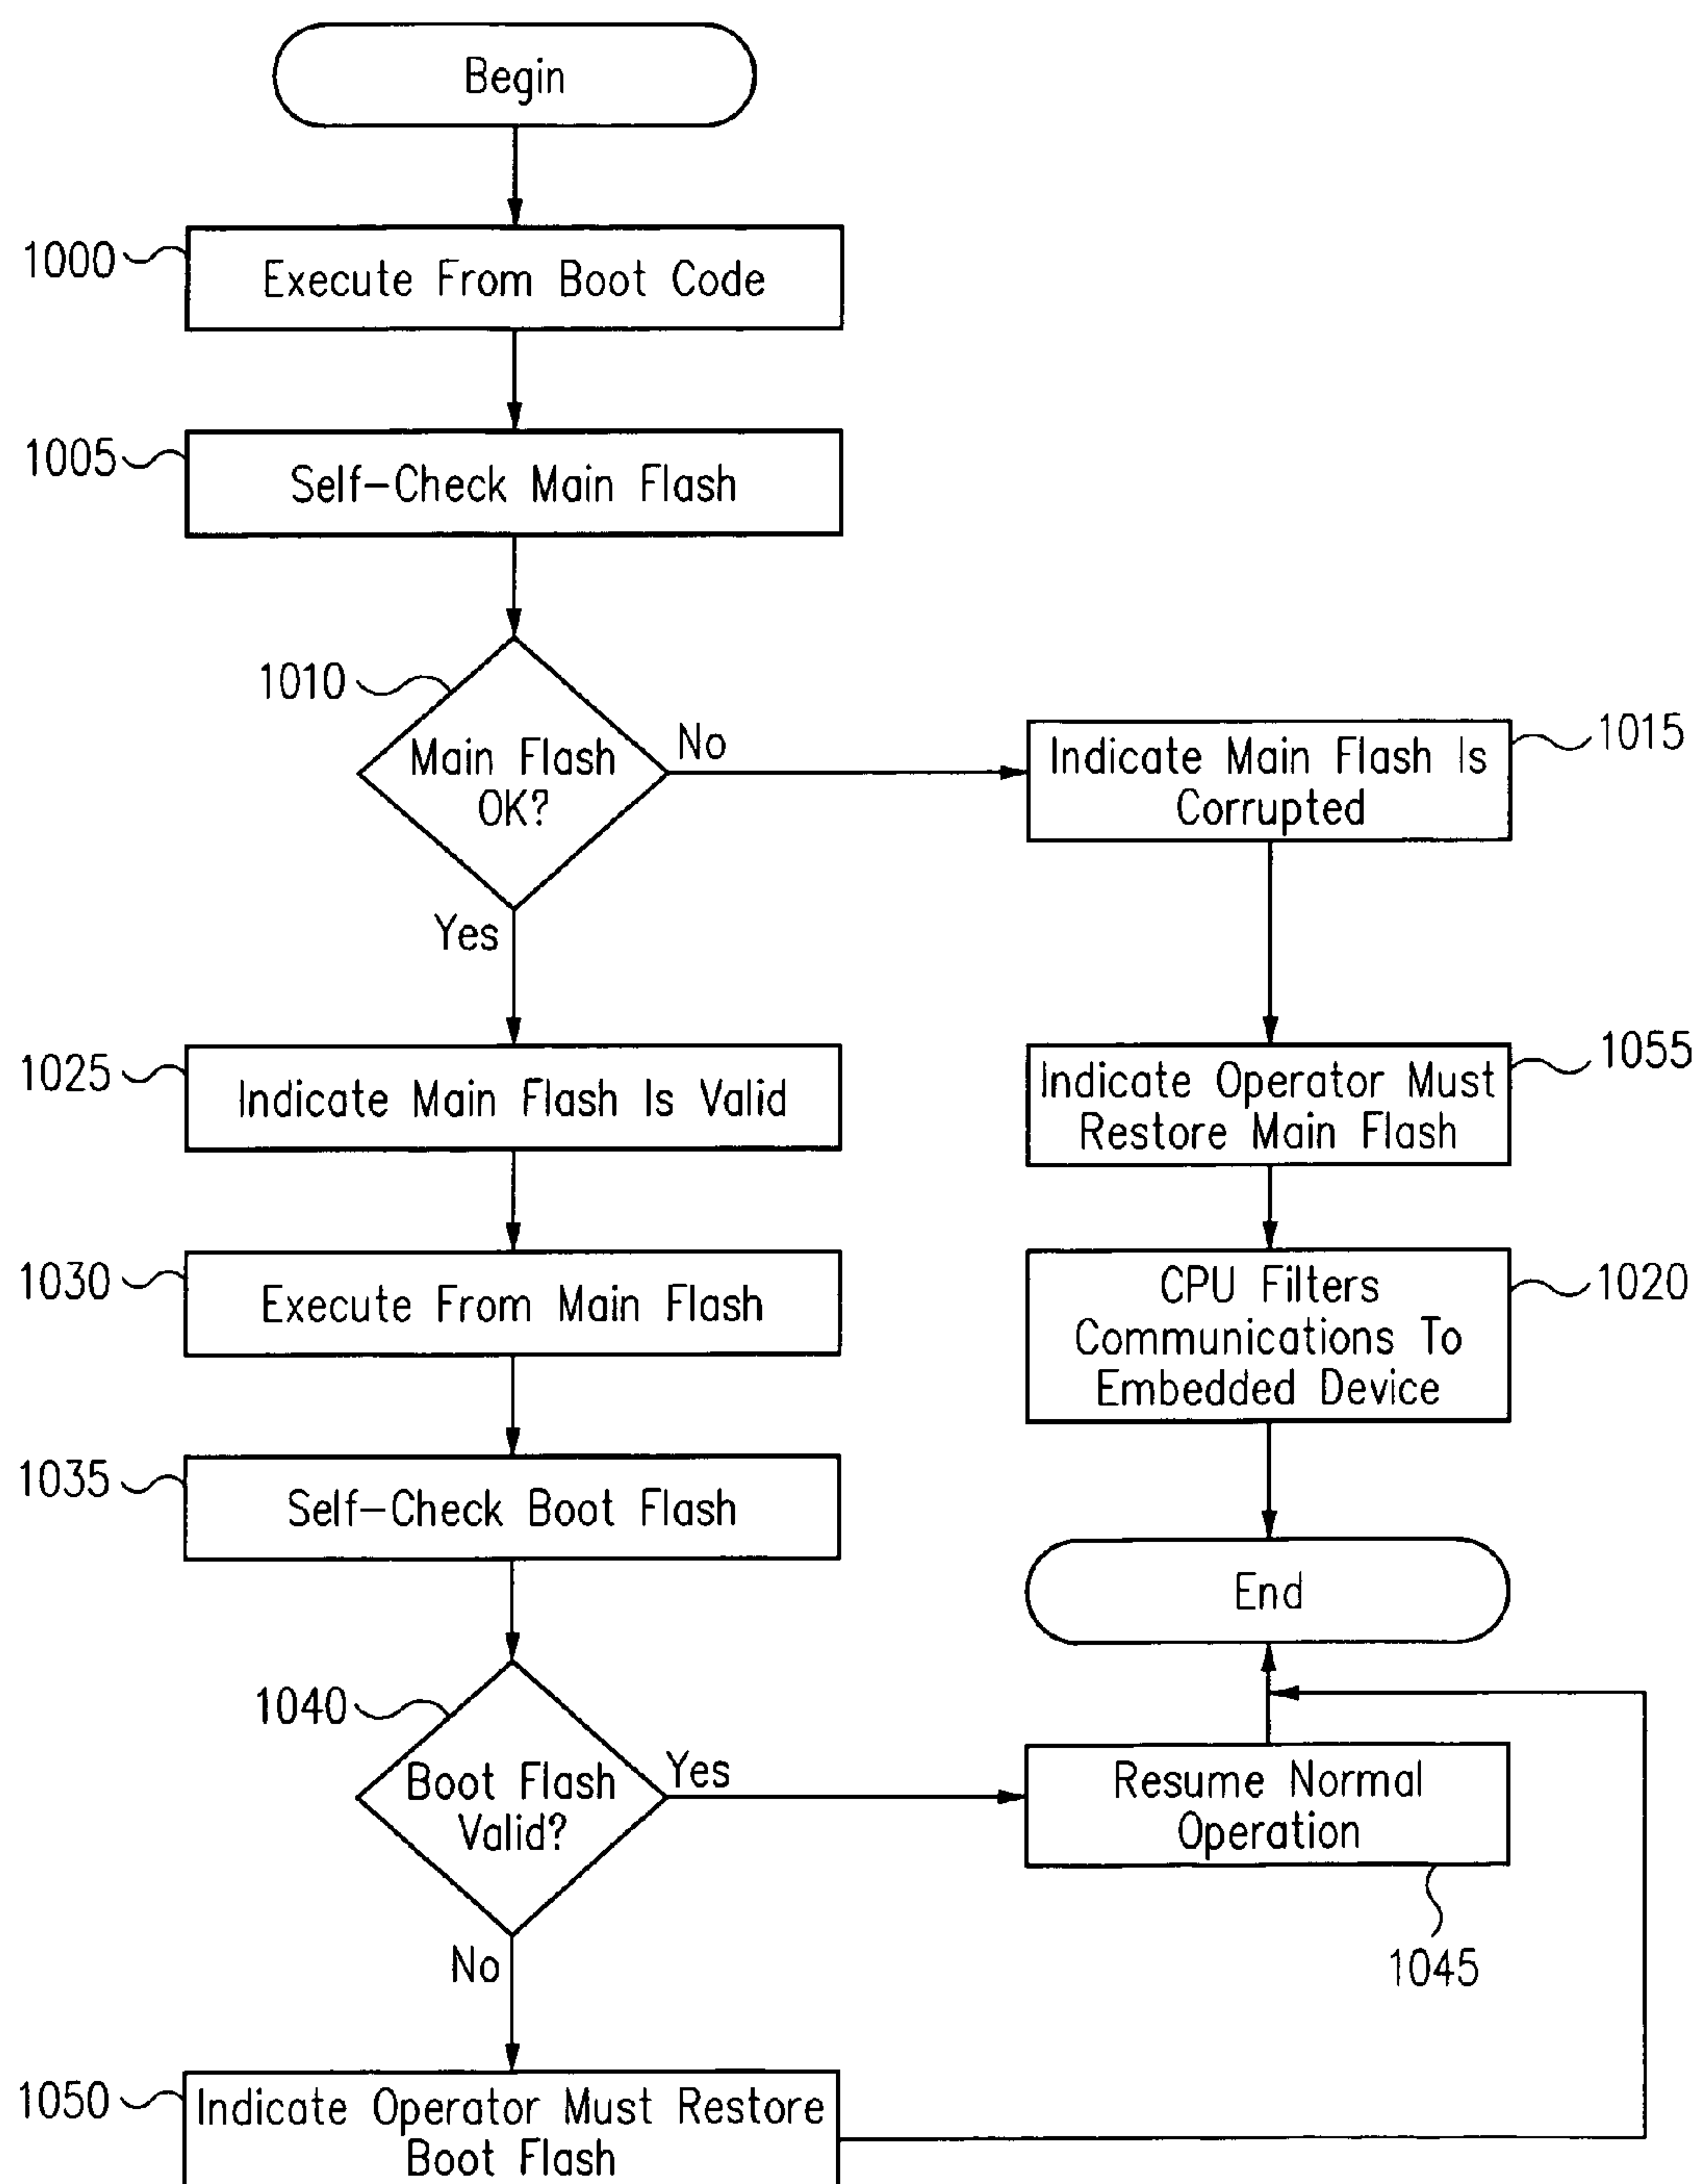 Begin
1000
Execute From Boot Code
1005
Self-Check Main Flash
1010
Main Flash
OK?
No
Yes
1015
Indicate Main Flash Is
Corrupted
1025
Indicate Main Flash Is Valid
1055
Indicate Operator Must
Restore Main Flash
1030
Execute From Main Flash
1020
CPU Filters
Communications To
Embedded Device
1035
Self-Check Boot Flash
End
1040
Boot Flash
Valid?
Yes
No
Resume Normal
Operation
1045
1050
Indicate Operator Must Restore
Boot Flash